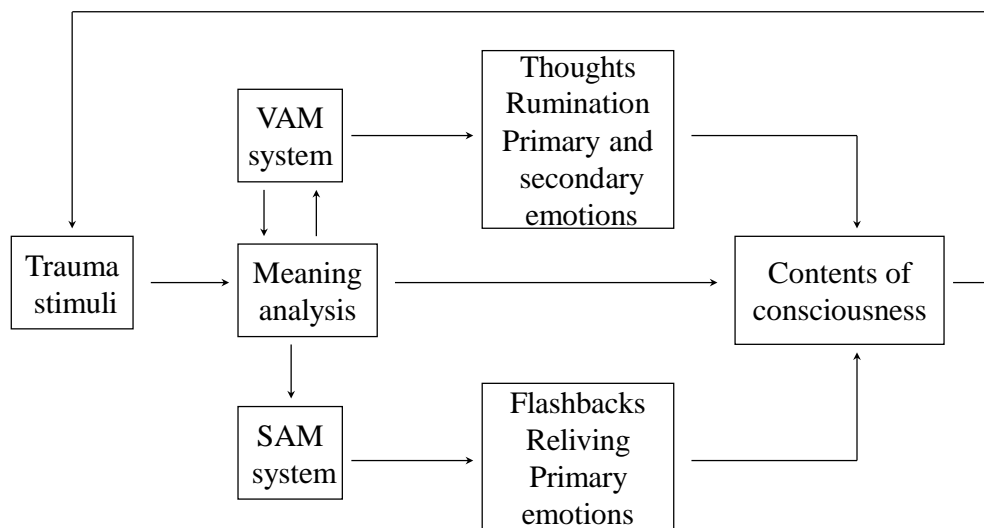 Thoughts
Rumination
Primary and
secondary
emotions
VAM
system
Trauma
stimuli
Meaning
analysis
Contents of
consciousness
SAM
system
Flashbacks
Reliving
Primary
emotions